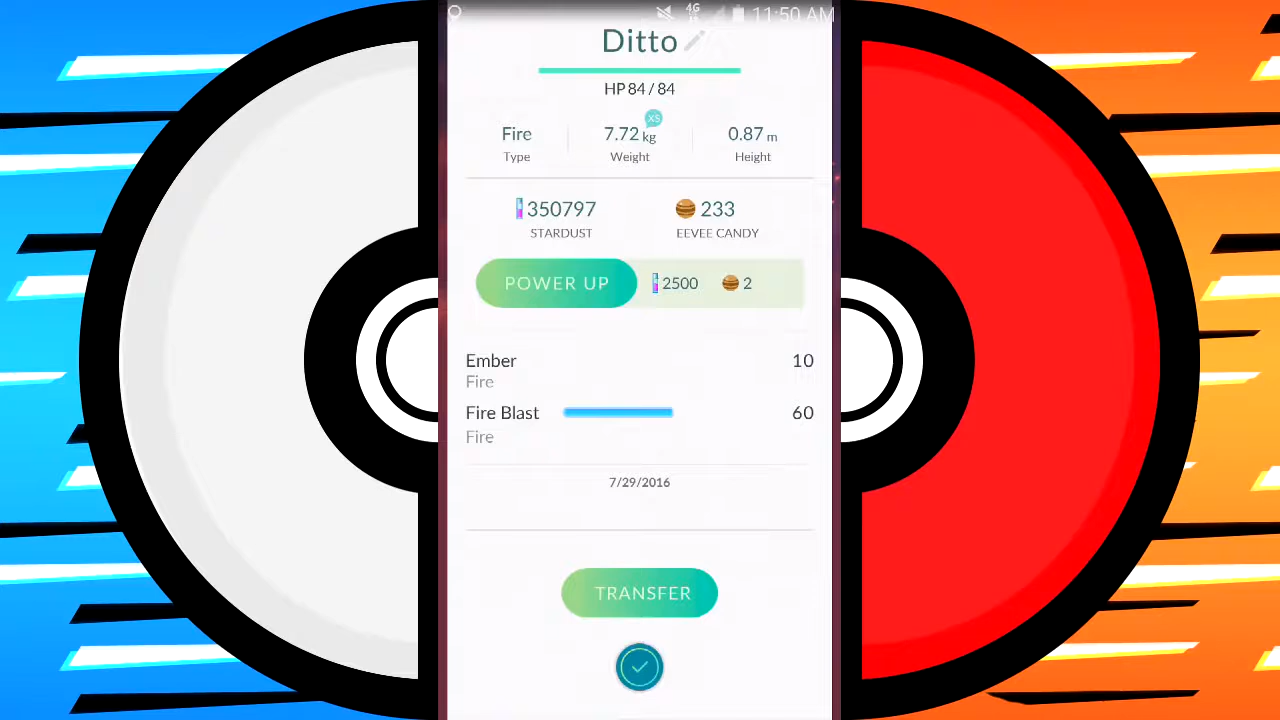 4G 11:50 AM
Ditto
HP 84 / 84
XS
Fire 7.72 kg 0.87 m
Type Weight Height
350797 233
STARDUST EEVEE CANDY
POWER UP 2500 2
Ember 10
Fire
Fire Blast 60
Fire
7/29/2016
TRANSFER